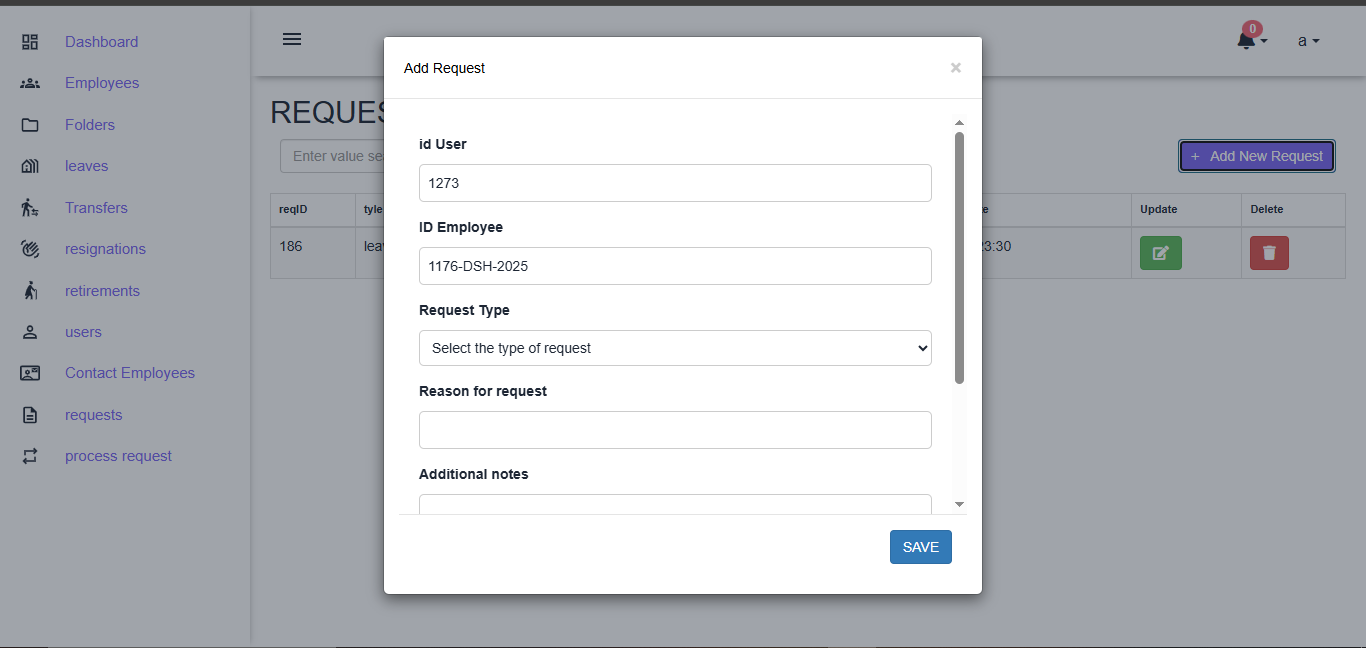 Dashboard
Employees
Folders
leaves
Transfers
resignations
retirements
users
Contact Employees
requests
process request
0
a
REQUES
Enter value se
+ Add New Request
reqID
tyle
e
Update
Delete
186
lea
23:30
Add Request
×
id User
1273
ID Employee
1176-DSH-2025
Request Type
Select the type of request
Reason for request
Additional notes
SAVE